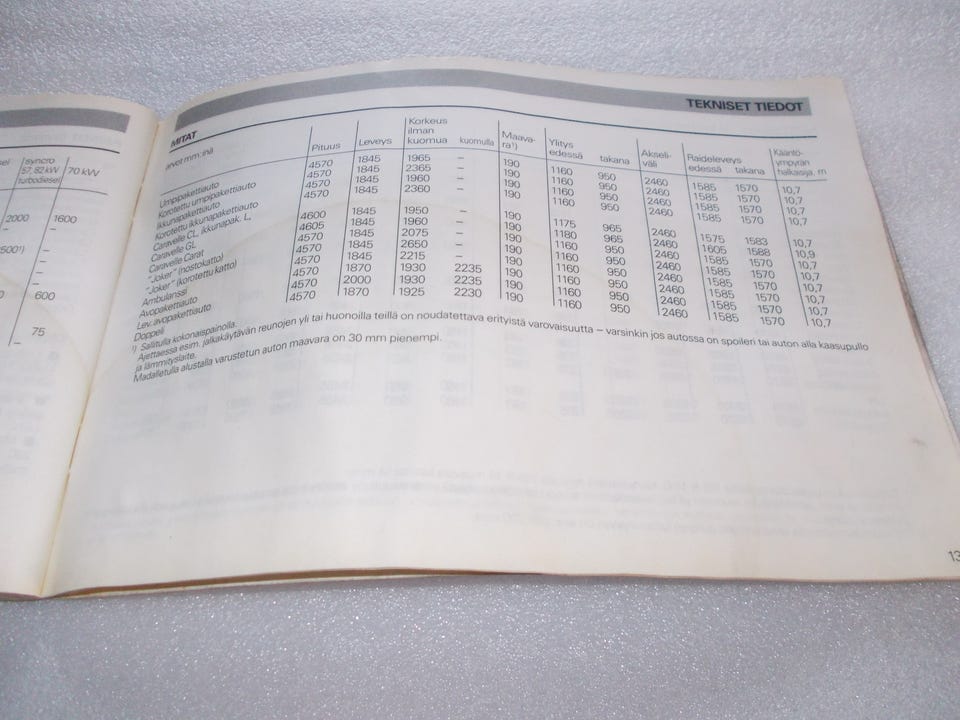 sel syncro 57, 82 kW turbodiesel 70 kW
2000 1600
–
500¹) –
–
–
0 600
75
–
TEKNISET TIEDOT
MITAT
Arvot mm:inä Pituus Leveys Korkeus ilman kuomua kuomulla Maavara¹) Ylitys edessä takana Akseliväli Raideleveys edessä takana Kääntöympyrän halkaisija, m
Umpipakettiauto 4570 1845 1965 – 190 1160 950 2460 1585 1570 10,7
Korotettu umpipakettiauto 4570 1845 2365 – 190 1160 950 2460 1585 1570 10,7
Ikkunapakettiauto 4570 1845 1960 – 190 1160 950 2460 1585 1570 10,7
Korotettu ikkunapakettiauto 4570 1845 2360 – 190 1160 950 2460 1585 1570 10,7
Caravelle CL, ikkunapak. L,
Caravelle GL 4600 1845 1950 – 190 1175 965 2460 1575 1583 10,7
Caravelle Carat 4605 1845 1960 – 190 1180 965 2460 1605 1588 10,9
"Joker" (nostokatto) 4570 1845 2075 – 190 1160 950 2460 1585 1570 10,7
"Joker" (korotettu katto) 4570 1845 2650 – 190 1160 950 2460 1585 1570 10,7
Ambulanssi 4570 1845 2215 – 190 1160 950 2460 1585 1570 10,7
Avopakettiauto 4570 1870 1930 2235 190 1160 950 2460 1585 1570 10,7
Lev. avopakettiauto 4570 2000 1930 2235 190 1160 950 2460 1585 1570 10,7
Doppeli 4570 1870 1925 2230 190 1160 950 2460 1585 1570 10,7
¹) Sallitulla kokonaispainolla.
Ajettaessa esim. jalkakäytävän reunojen yli tai huonoilla teillä on noudatettava erityistä varovaisuutta – varsinkin jos autossa on spoileri tai auton alla kaasupullo
ja lämmityslaite.
Madalletulla alustalla varustetun auton maavara on 30 mm pienempi.
13